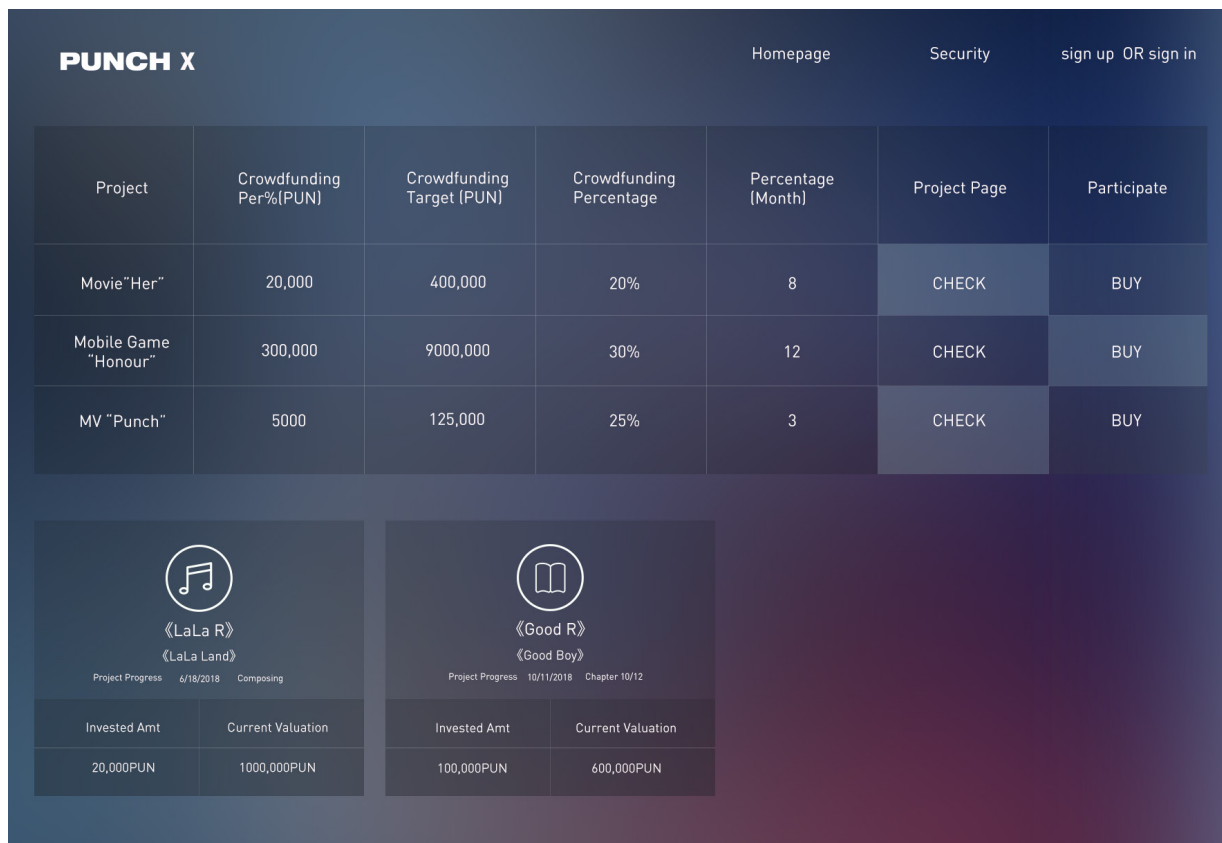 PUNCH X
Homepage Security sign up OR sign in
Project
Crowdfunding
Per%(PUN)
Crowdfunding
Target (PUN)
Crowdfunding
Percentage
Percentage
(Month)
Project Page
Participate
Movie"Her" 20,000 400,000 20% 8 CHECK BUY
Mobile Game
"Honour"
300,000 9000,000 30% 12 CHECK BUY
MV "Punch" 5000 125,000 25% 3 CHECK BUY
《LaLa R》
《LaLa Land》
Project Progress 6/18/2018 Composing
Invested Amt Current Valuation
20,000PUN 1000,000PUN
《Good R》
《Good Boy》
Project Progress 10/11/2018 Chapter 10/12
Invested Amt Current Valuation
100,000PUN 600,000PUN